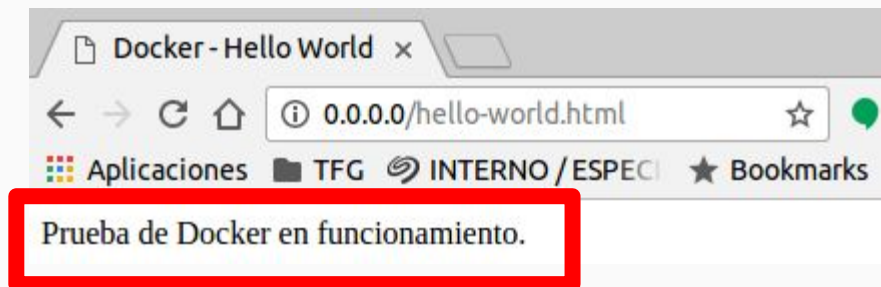 Docker - Hello World
0.0.0.0/hello-world.html
Aplicaciones TFG INTERNO / ESPECI Bookmarks
Prueba de Docker en funcionamiento.